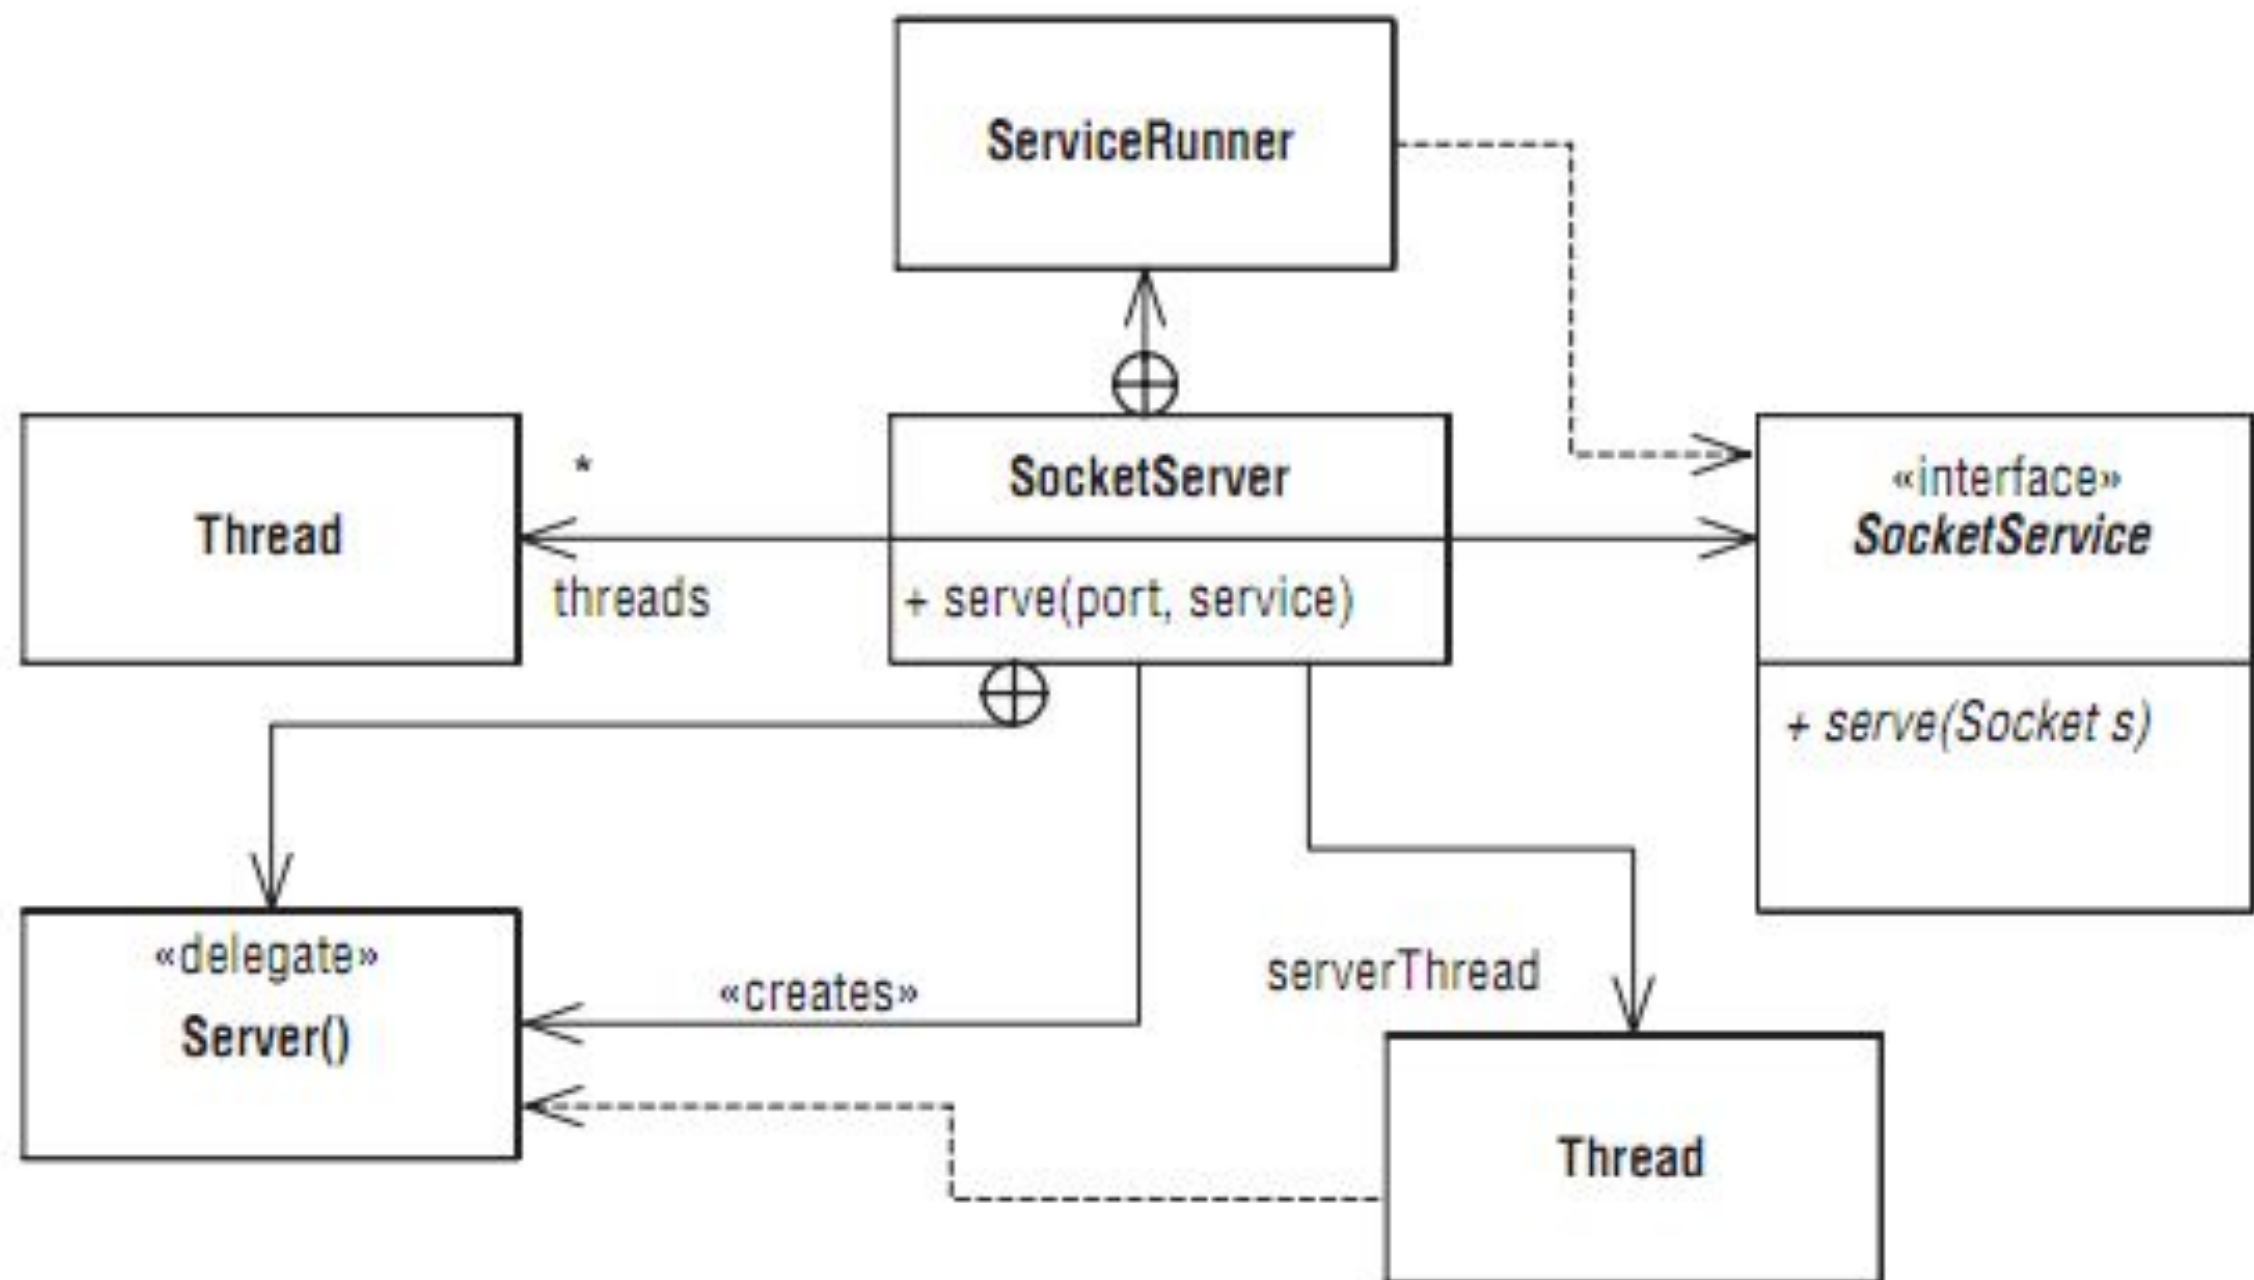 ServiceRunner
*
Thread
threads
SocketServer
+ serve(port, service)
«interface»
SocketService
+ serve(Socket s)
«delegate»
Server()
«creates»
serverThread
Thread